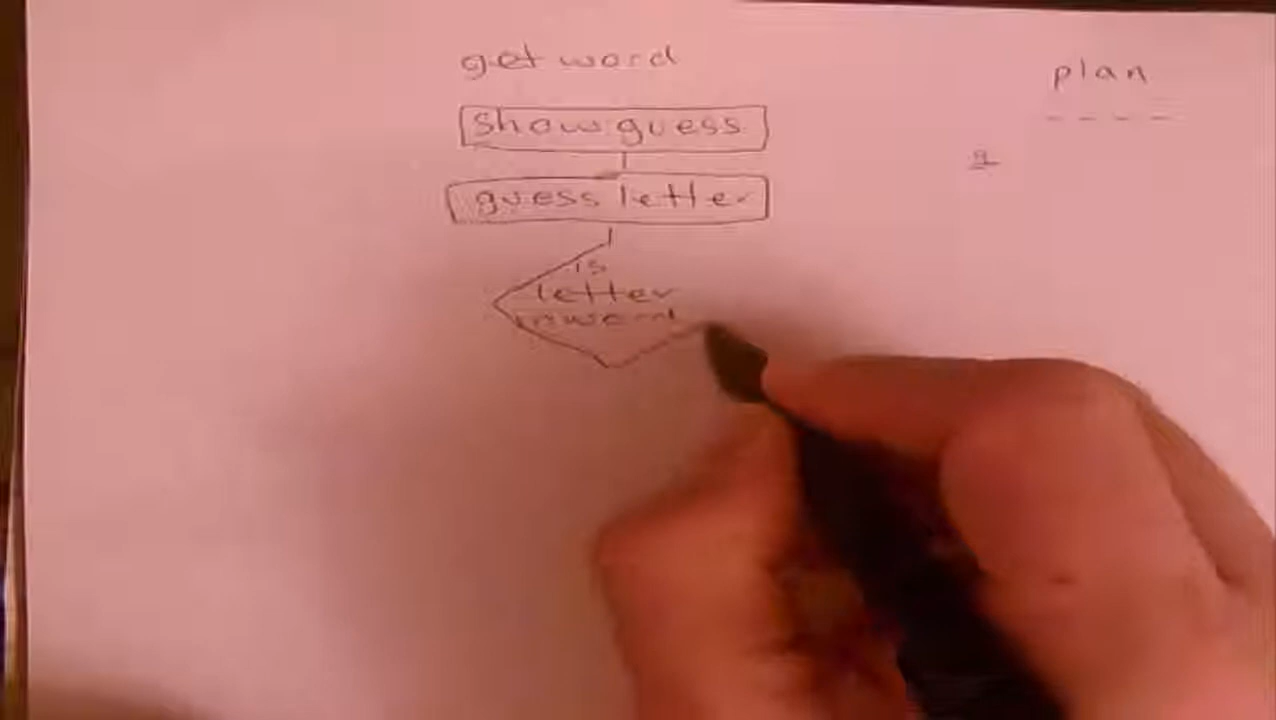 get word
plan
show guess
_ _ _ _
a
guess letter
is
letter
in word